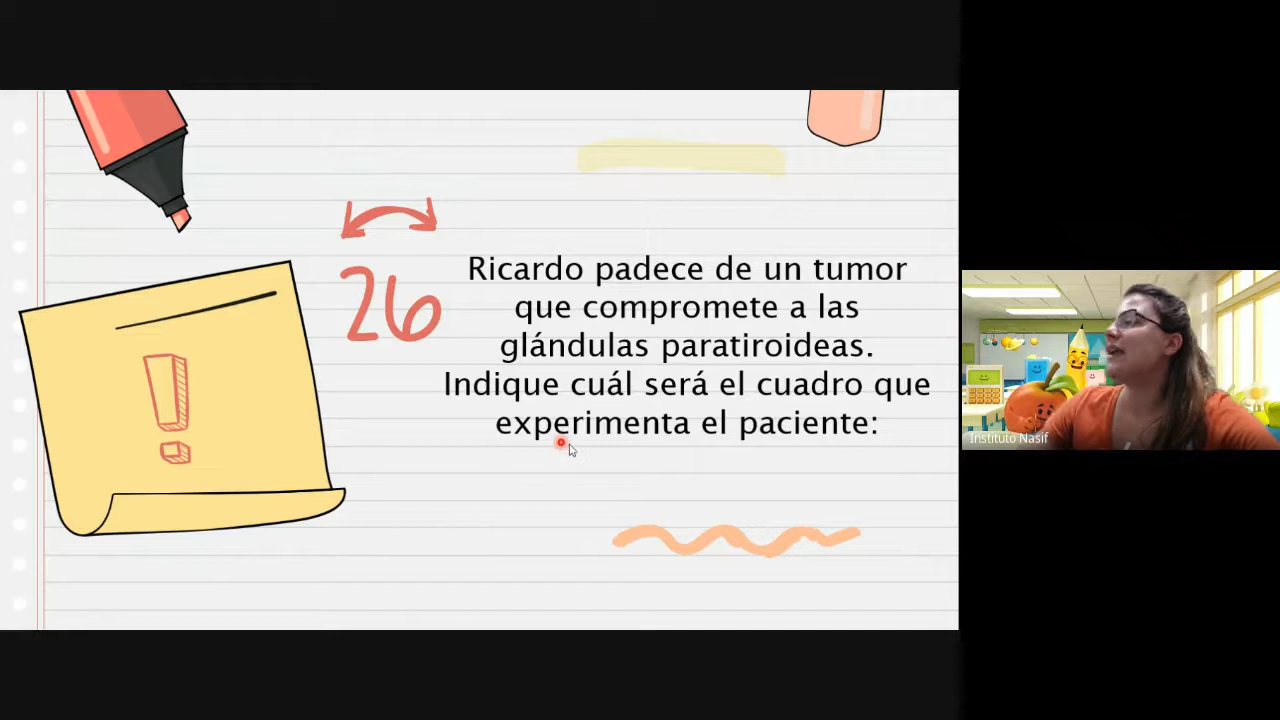 26
Ricardo padece de un tumor
que compromete a las
glándulas paratiroideas.
Indique cuál será el cuadro que
experimenta el paciente:
Instituto Nasif